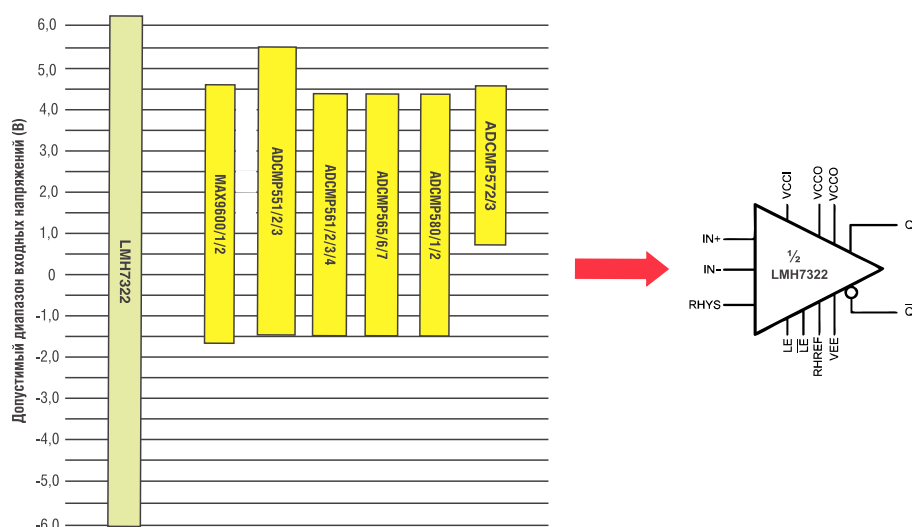 Допустимый диапазон входных напряжений (В)
6,0
5,0
4,0
3,0
2,0
1,0
0
-1,0
-2,0
-3,0
-4,0
-5,0
-6,0
LMH7322
MAX9600/1/2
ADCMP551/2/3
ADCMP561/2/3/4
ADCMP565/6/7
ADCMP580/1/2
ADCMP572/3
VCCI
VCCO
VCCO
IN+
IN-
RHYS
½
LMH7322
Q
Q̅
LE
L̅E̅
RHREF
VEE